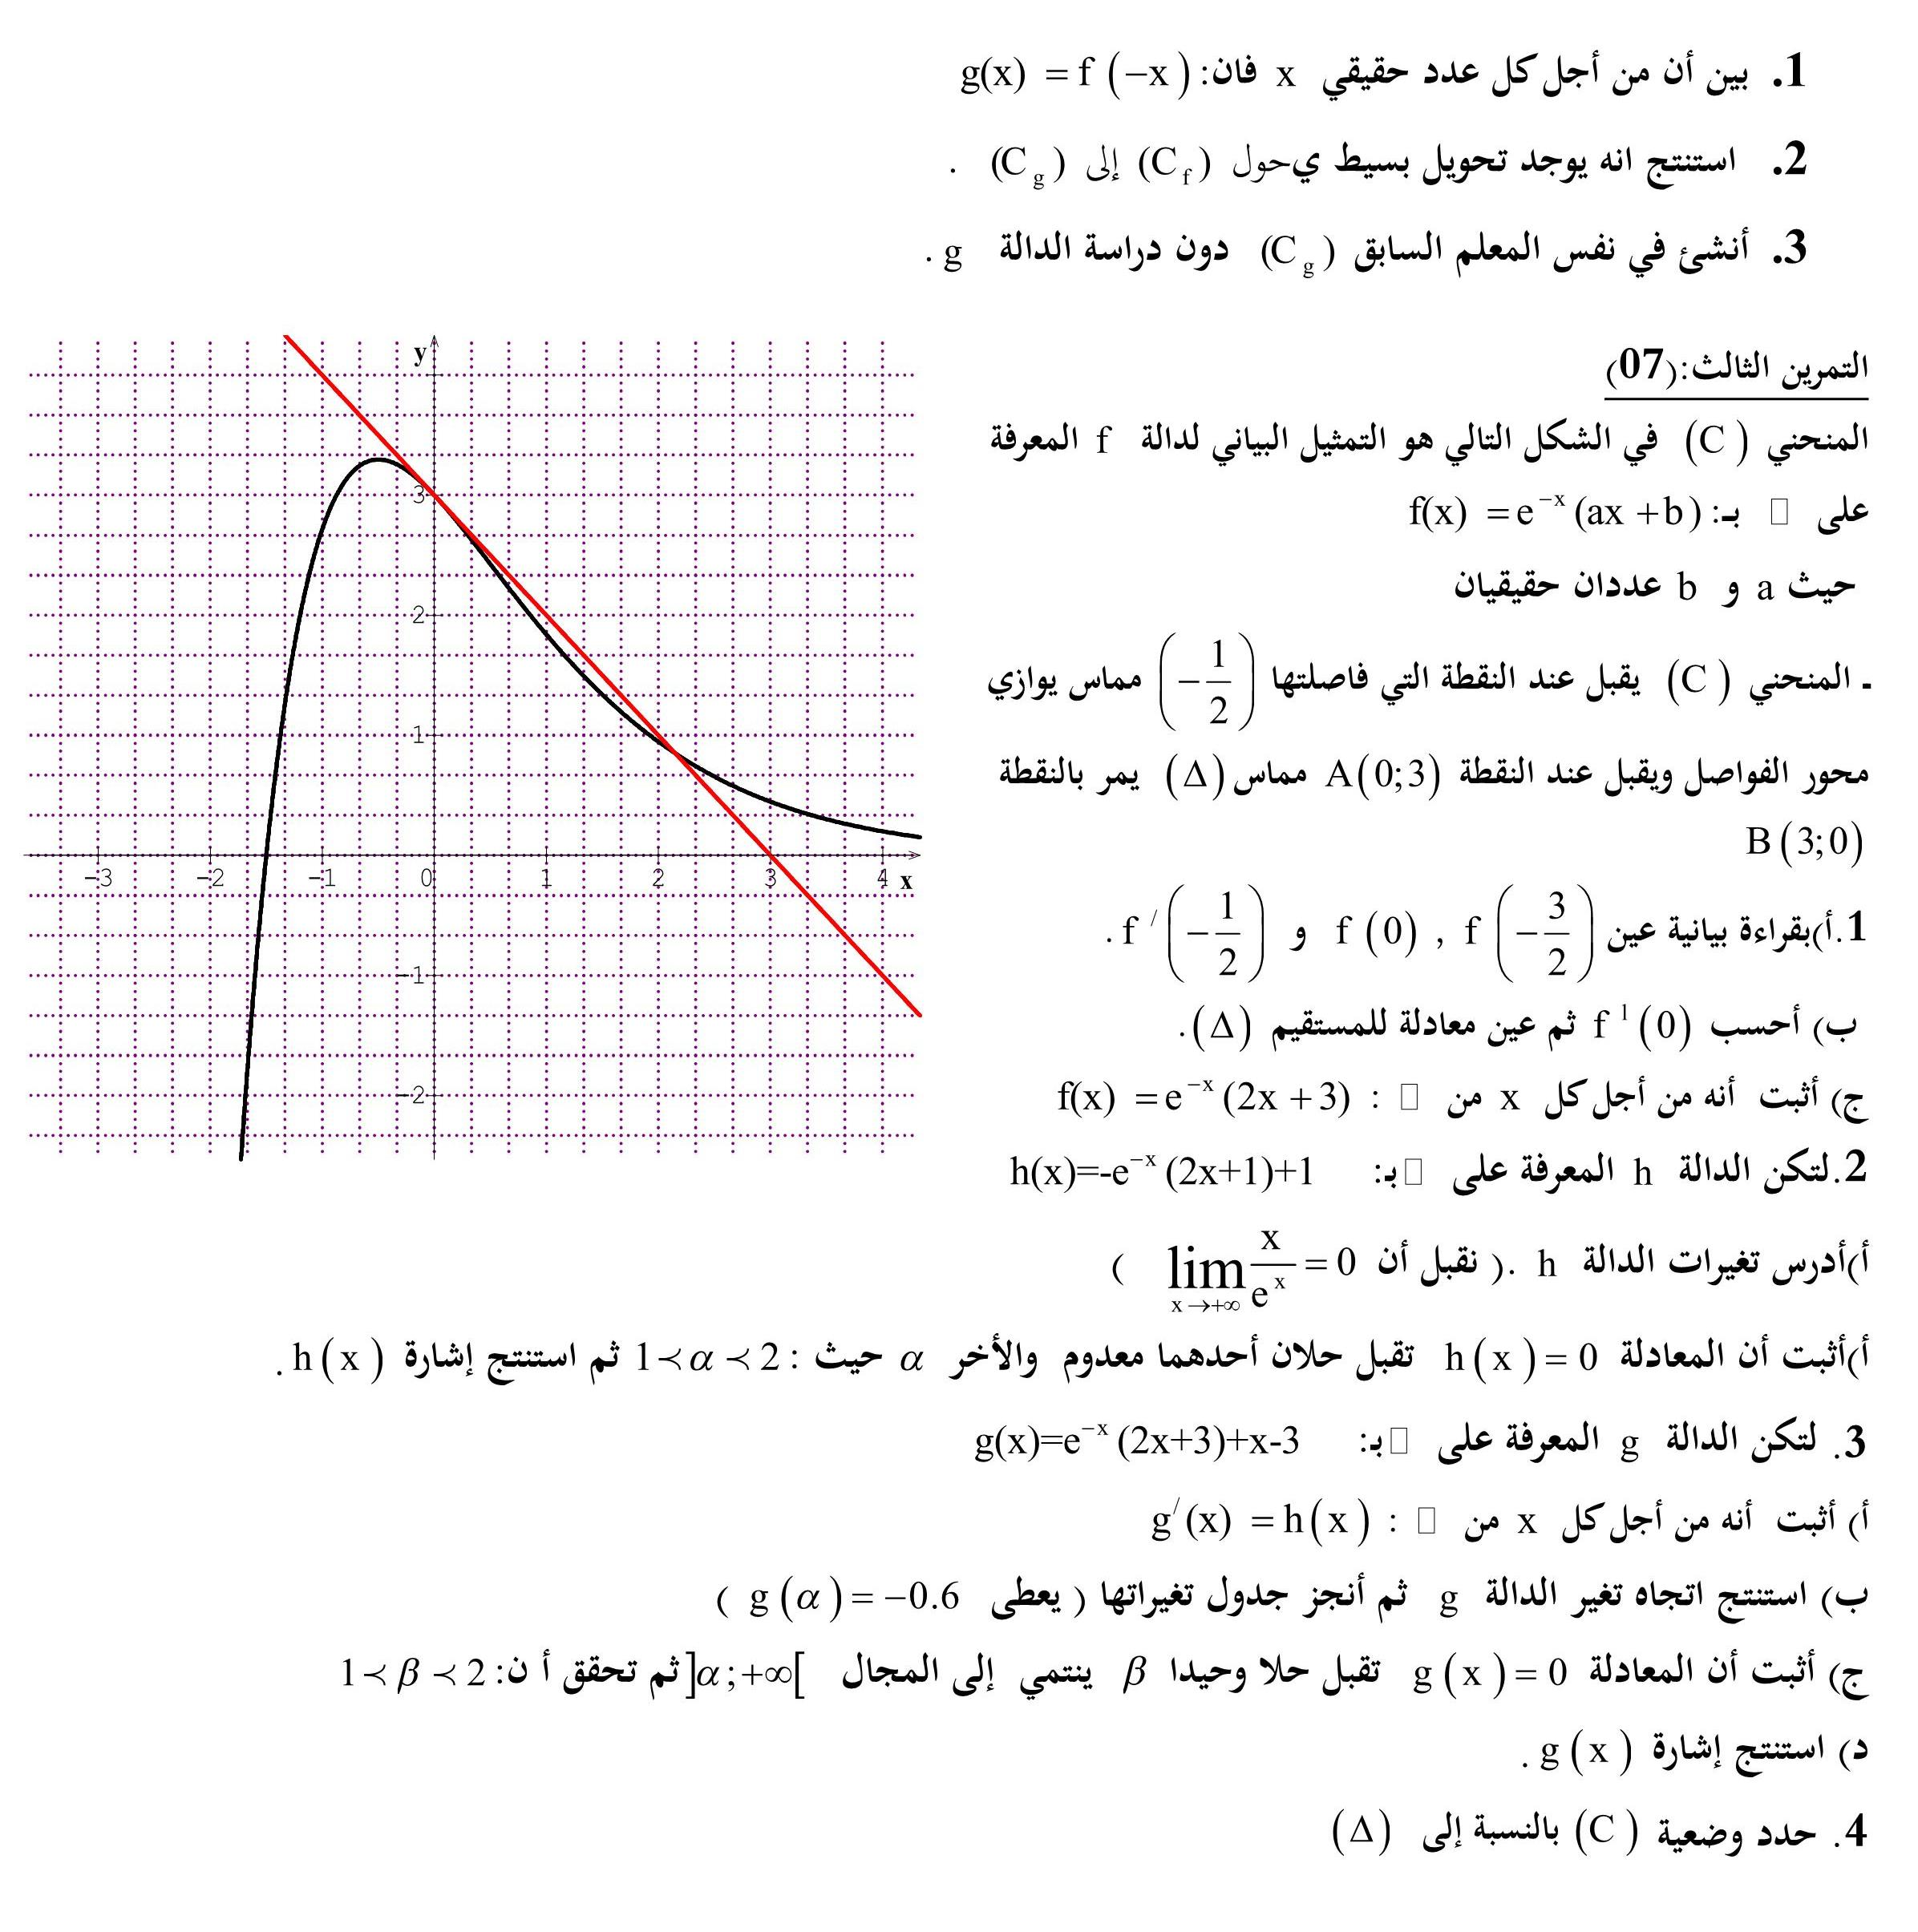 1. بين أن من أجل كل عدد حقيقي x فان: g(x) = f (−x)
2. استنتج انه يوجد تحويل بسيط يحول (C_f) إلى (C_g) .
3. أنشئ في نفس المعلم السابق (C_g) دون دراسة الدالة g .
التمرين الثالث:(07)
المنحني (C) في الشكل التالي هو التمثيل البياني لدالة f المعرفة
على □ بـ: f(x) = e^{−x} (ax + b)
حيث a و b عددان حقيقيان
ـ المنحني (C) يقبل عند النقطة التي فاصلتها (−1/2) مماس يوازي
محور الفواصل ويقبل عند النقطة A(0;3) مماس (Δ) يمر بالنقطة
B(3;0)
1.أ)بقراءة بيانية عين f(−3/2) , f(0) و f′(−1/2) .
ب) أحسب f^1(0) ثم عين معادلة للمستقيم (Δ).
ج) أثبت أنه من أجل كل x من □ : f(x) = e^{−x} (2x + 3)
2.لتكن الدالة h المعرفة على □بـ: h(x)=-e^{−x} (2x+1)+1
أ)أدرس تغيرات الدالة h .( نقبل أن lim_{x→+∞} x/e^x = 0 )
أ)أثبت أن المعادلة h(x) = 0 تقبل حلان أحدهما معدوم والأخر α حيث : 1≺α≺2 ثم استنتج إشارة h(x) .
3. لتكن الدالة g المعرفة على □بـ: g(x)=e^{−x} (2x+3)+x-3
أ) أثبت أنه من أجل كل x من □ : g′(x) = h(x)
ب) استنتج اتجاه تغير الدالة g ثم أنجز جدول تغيراتها ( يعطى g(α) = −0.6 )
ج) أثبت أن المعادلة g(x) = 0 تقبل حلا وحيدا β ينتمي إلى المجال ]α;+∞[ ثم تحقق أ ن: 1≺β≺2
د) استنتج إشارة g(x) .
4. حدد وضعية (C) بالنسبة إلى (Δ)
y
3
2
1
−3 −2 −1 0 1 2 3 4 x
−1
−2